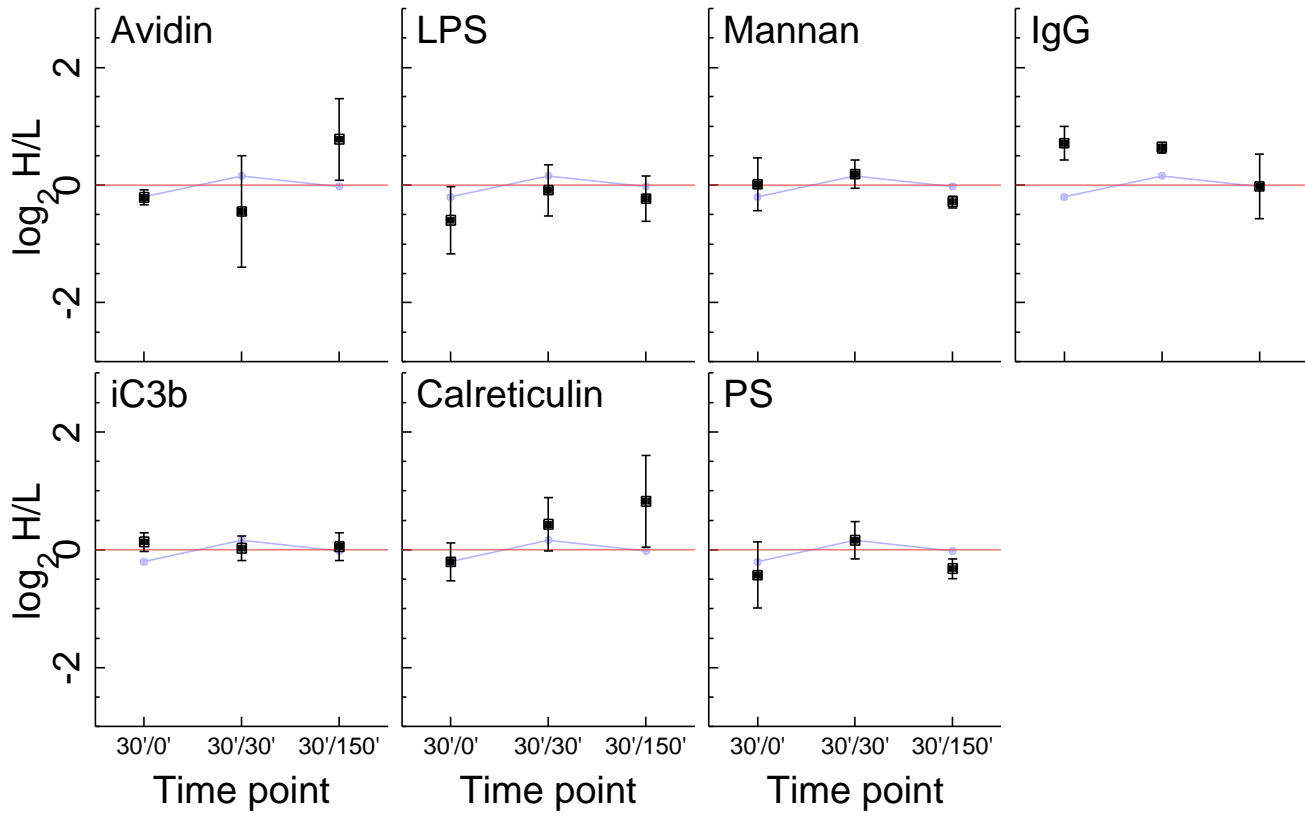 Avidin LPS Mannan IgG
2
0
-2
log2 H/L
iC3b Calreticulin PS
2
0
-2
log2 H/L
30'/0' 30'/30' 30'/150' 30'/0' 30'/30' 30'/150' 30'/0' 30'/30' 30'/150'
Time point Time point Time point